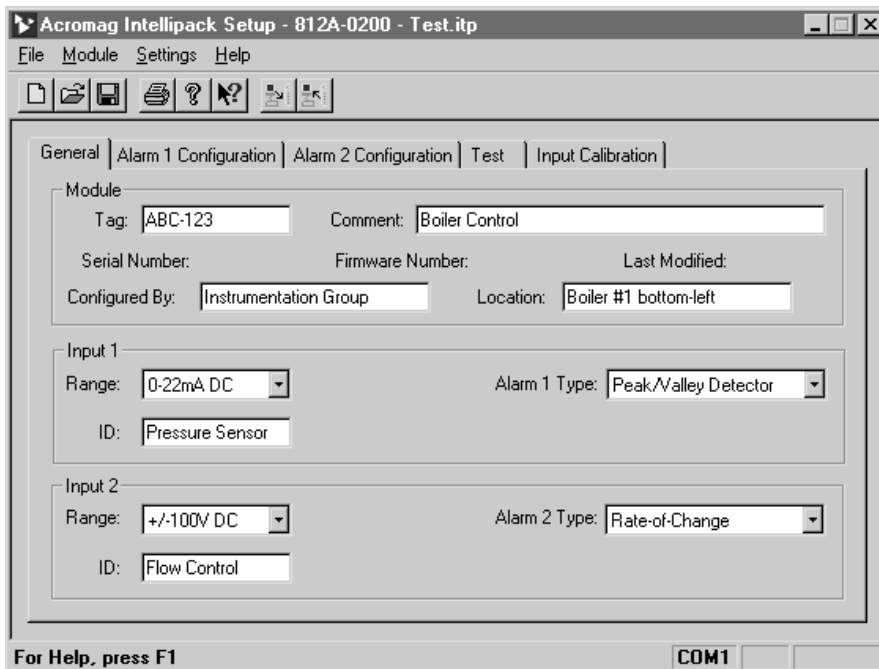 Acromag Intellipack Setup - 812A-0200 - Test.itp
File Module Settings Help
General Alarm 1 Configuration Alarm 2 Configuration Test Input Calibration
Module
Tag: ABC-123 Comment: Boiler Control
Serial Number: Firmware Number: Last Modified:
Configured By: Instrumentation Group Location: Boiler #1 bottom-left
Input 1
Range: 0-22mA DC Alarm 1 Type: Peak/Valley Detector
ID: Pressure Sensor
Input 2
Range: +/-100V DC Alarm 2 Type: Rate-of-Change
ID: Flow Control
For Help, press F1 COM1